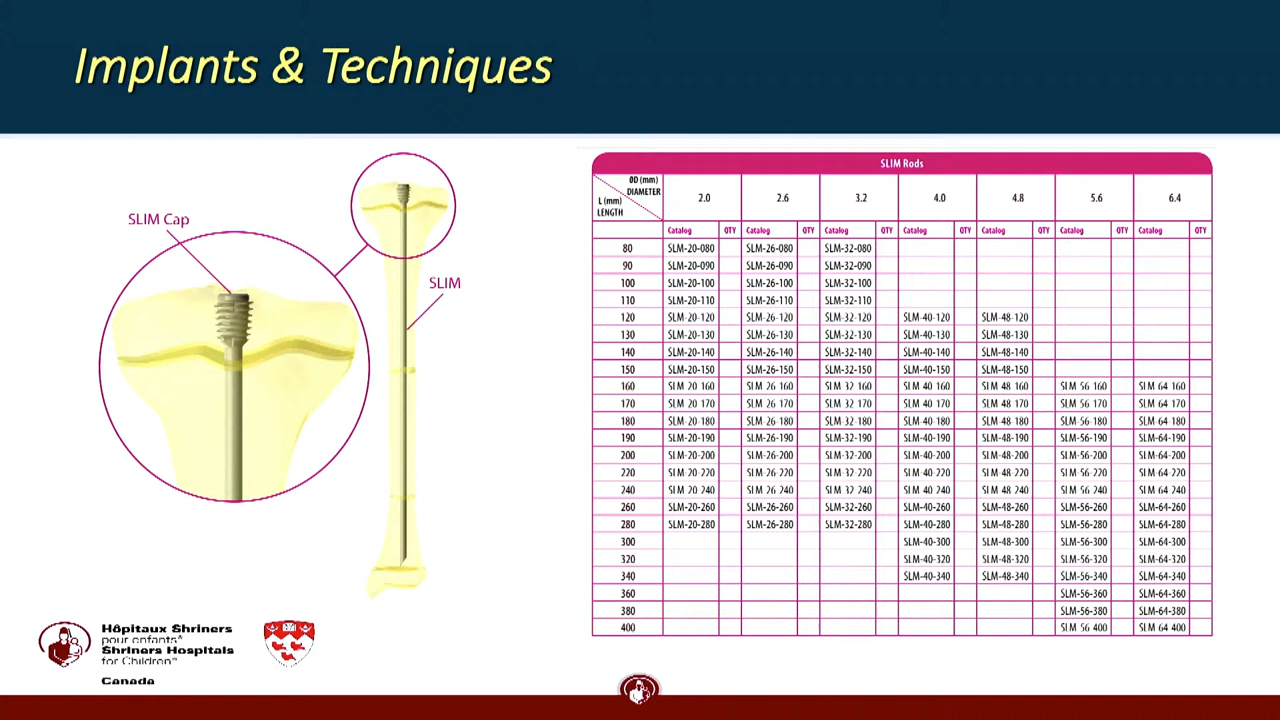 Implants & Techniques
SLIM Cap
SLIM
SLIM Rods
ØD (mm)
DIAMETER
L (mm)
LENGTH
2.0 2.6 3.2 4.0 4.8 5.6 6.4
Catalog QTY Catalog QTY Catalog QTY Catalog QTY Catalog QTY Catalog QTY Catalog QTY
80 SLM-20-080 SLM-26-080 SLM-32-080
90 SLM-20-090 SLM-26-090 SLM-32-090
100 SLM-20-100 SLM-26-100 SLM-32-100
110 SLM-20-110 SLM-26-110 SLM-32-110
120 SLM-20-120 SLM-26-120 SLM-32-120 SLM-40-120 SLM-48-120
130 SLM-20-130 SLM-26-130 SLM-32-130 SLM-40-130 SLM-48-130
140 SLM-20-140 SLM-26-140 SLM-32-140 SLM-40-140 SLM-48-140
150 SLM-20-150 SLM-26-150 SLM-32-150 SLM-40-150 SLM-48-150
160 SLM-20-160 SLM-26-160 SLM-32-160 SLM-40-160 SLM-48-160 SLM-56-160 SLM-64-160
170 SLM-20-170 SLM-26-170 SLM-32-170 SLM-40-170 SLM-48-170 SLM-56-170 SLM-64-170
180 SLM-20-180 SLM-26-180 SLM-32-180 SLM-40-180 SLM-48-180 SLM-56-180 SLM-64-180
190 SLM-20-190 SLM-26-190 SLM-32-190 SLM-40-190 SLM-48-190 SLM-56-190 SLM-64-190
200 SLM-20-200 SLM-26-200 SLM-32-200 SLM-40-200 SLM-48-200 SLM-56-200 SLM-64-200
220 SLM-20-220 SLM-26-220 SLM-32-220 SLM-40-220 SLM-48-220 SLM-56-220 SLM-64-220
240 SLM-20-240 SLM-26-240 SLM-32-240 SLM-40-240 SLM-48-240 SLM-56-240 SLM-64-240
260 SLM-20-260 SLM-26-260 SLM-32-260 SLM-40-260 SLM-48-260 SLM-56-260 SLM-64-260
280 SLM-20-280 SLM-26-280 SLM-32-280 SLM-40-280 SLM-48-280 SLM-56-280 SLM-64-280
300 SLM-40-300 SLM-48-300 SLM-56-300 SLM-64-300
320 SLM-40-320 SLM-48-320 SLM-56-320 SLM-64-320
340 SLM-40-340 SLM-48-340 SLM-56-340 SLM-64-340
360 SLM-56-360 SLM-64-360
380 SLM-56-380 SLM-64-380
400 SLM-56-400 SLM-64-400
Hôpitaux Shriners
pour enfants®
Shriners Hospitals
for Children®
Canada